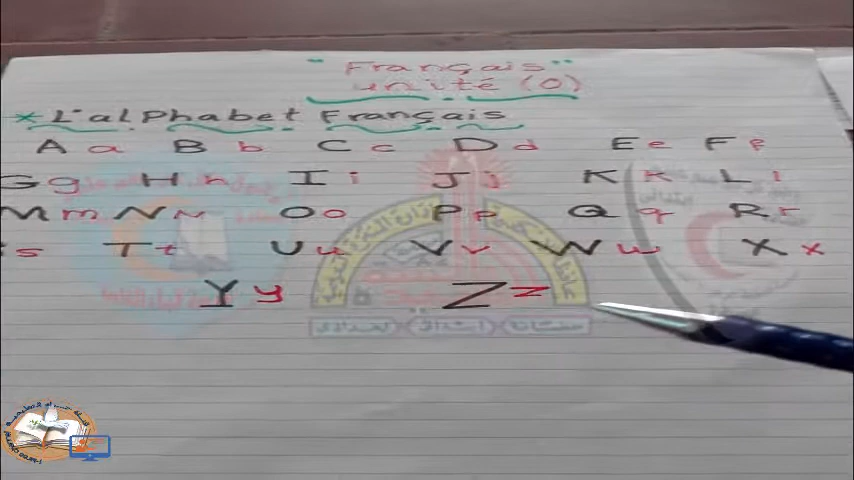 " Français "
unité (0)
* L'alphabet Français
A a B b C c D d E e F f
G g H h I i J j K k L l
M m N n O o P p Q q R r
s T t U u V v W w X x
Y y Z z